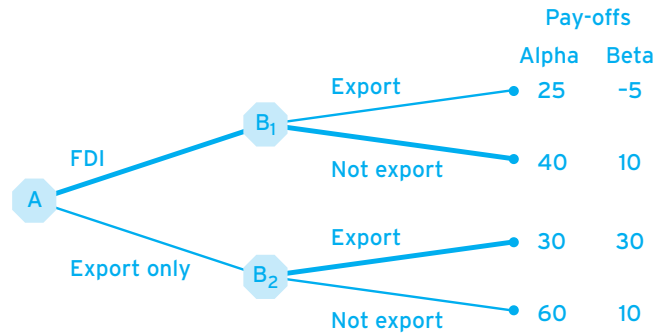 Pay-offs
Alpha Beta
Export 25 -5
B1
FDI
Not export 40 10
A
Export 30 30
Export only
B2
Not export 60 10